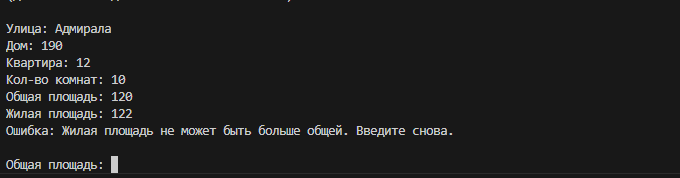 Улица: Адмирала
Дом: 190
Квартира: 12
Кол-во комнат: 10
Общая площадь: 120
Жилая площадь: 122
Ошибка: Жилая площадь не может быть больше общей. Введите снова.
Общая площадь: